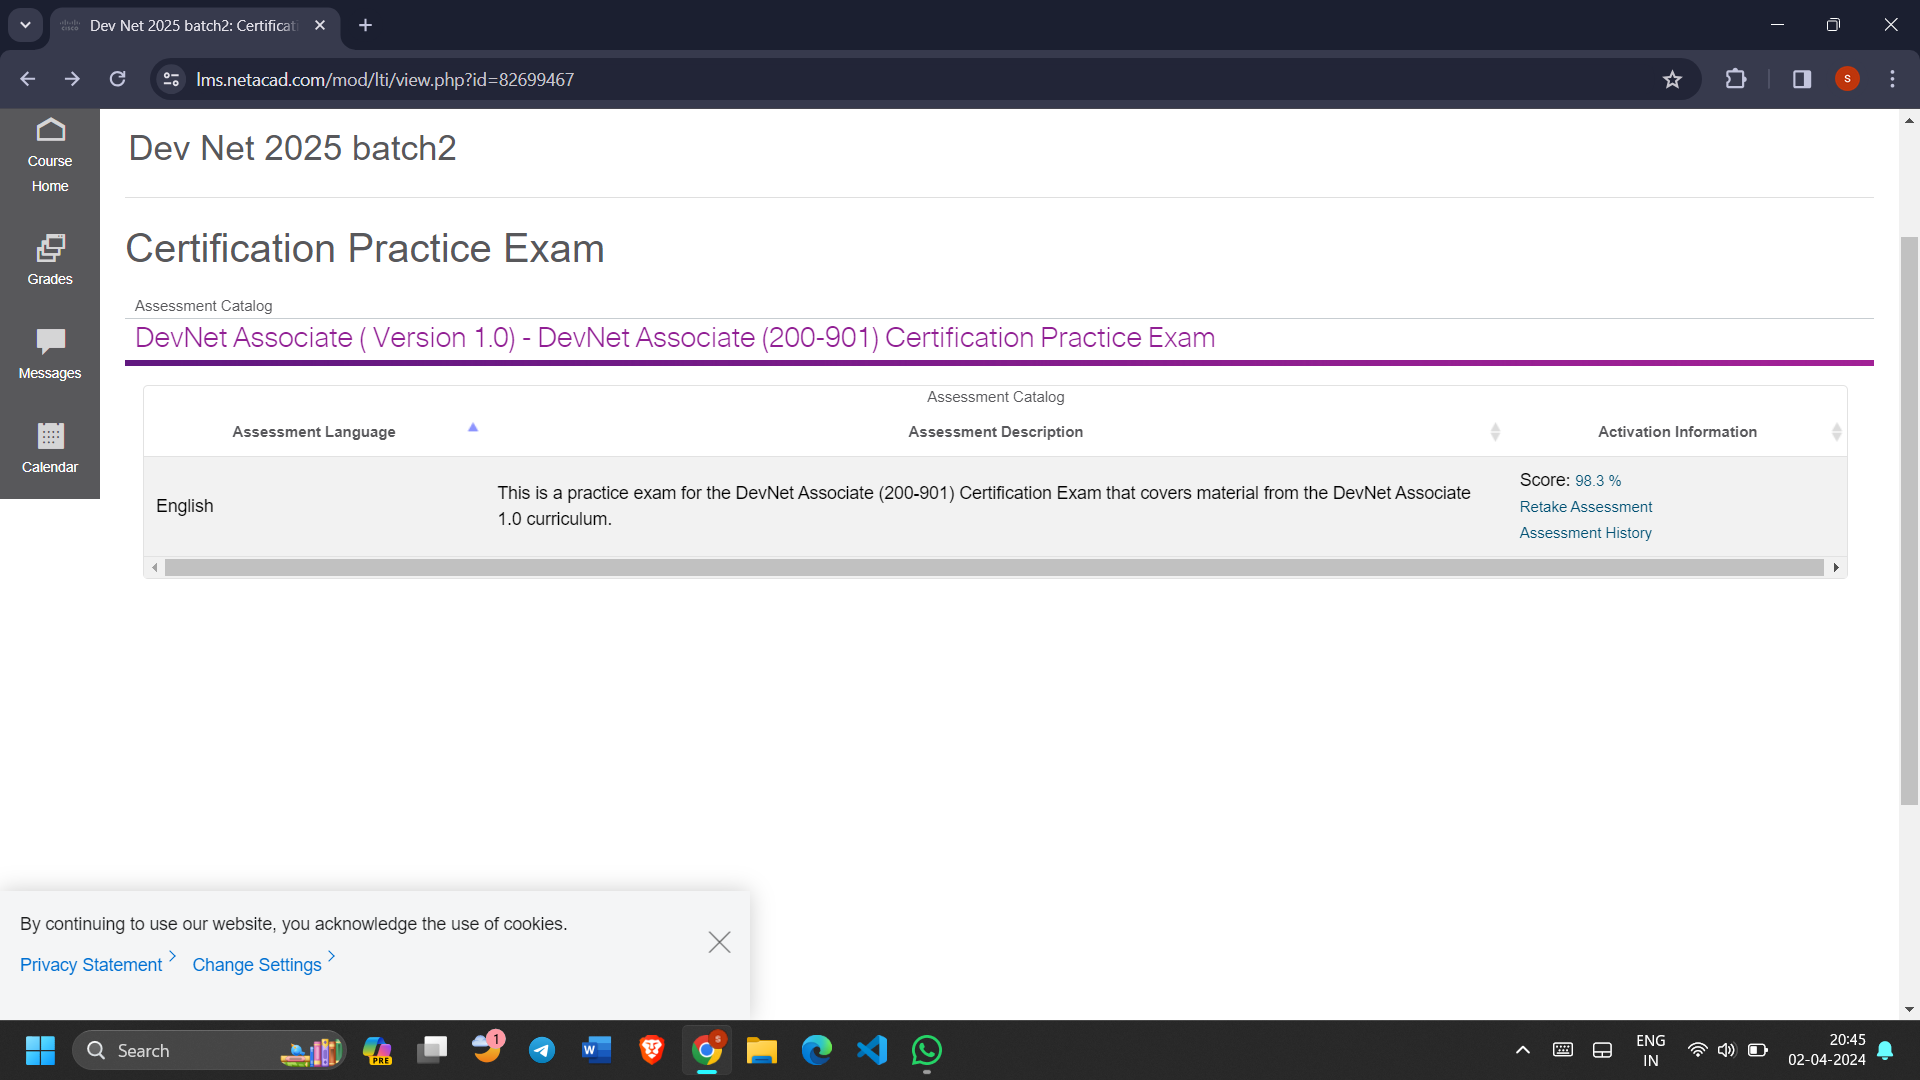 Dev Net 2025 batch2: Certificati
lms.netacad.com/mod/lti/view.php?id=82699467
S
Course
Home
Grades
Messages
Calendar
Dev Net 2025 batch2
Certification Practice Exam
Assessment Catalog
DevNet Associate ( Version 1.0) - DevNet Associate (200-901) Certification Practice Exam
Assessment Catalog
Assessment Language
Assessment Description
Activation Information
English
This is a practice exam for the DevNet Associate (200-901) Certification Exam that covers material from the DevNet Associate
1.0 curriculum.
Score: 98.3 %
Retake Assessment
Assessment History
By continuing to use our website, you acknowledge the use of cookies.
Privacy Statement
Change Settings
Search
PRE
1
S
ENG
IN
20:45
02-04-2024